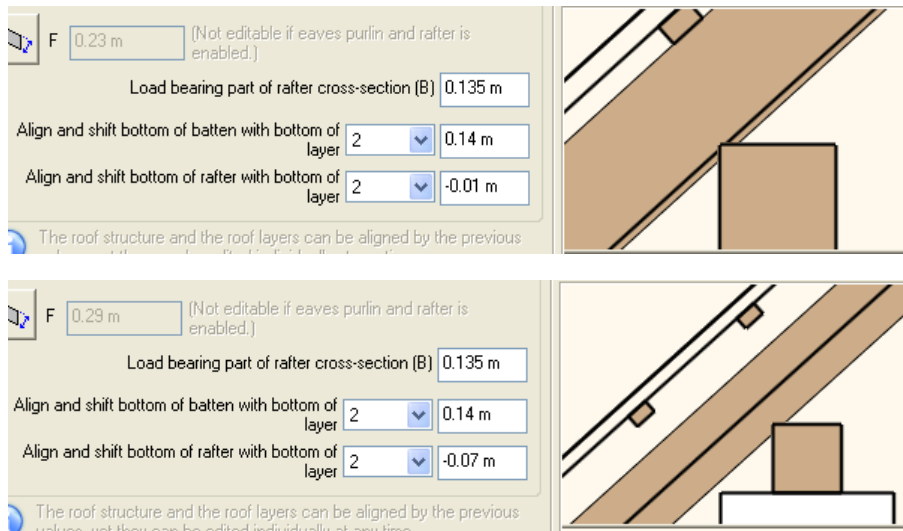 F 0.23 m (Not editable if eaves purlin and rafter is
enabled.)
Load bearing part of rafter cross-section (B) 0.135 m
Align and shift bottom of batten with bottom of
layer 2 0.14 m
Align and shift bottom of rafter with bottom of
layer 2 -0.01 m
The roof structure and the roof layers can be aligned by the previous
F 0.29 m (Not editable if eaves purlin and rafter is
enabled.)
Load bearing part of rafter cross-section (B) 0.135 m
Align and shift bottom of batten with bottom of
layer 2 0.14 m
Align and shift bottom of rafter with bottom of
layer 2 -0.07 m
The roof structure and the roof layers can be aligned by the previous
values, yet they can be edited individually at any time.